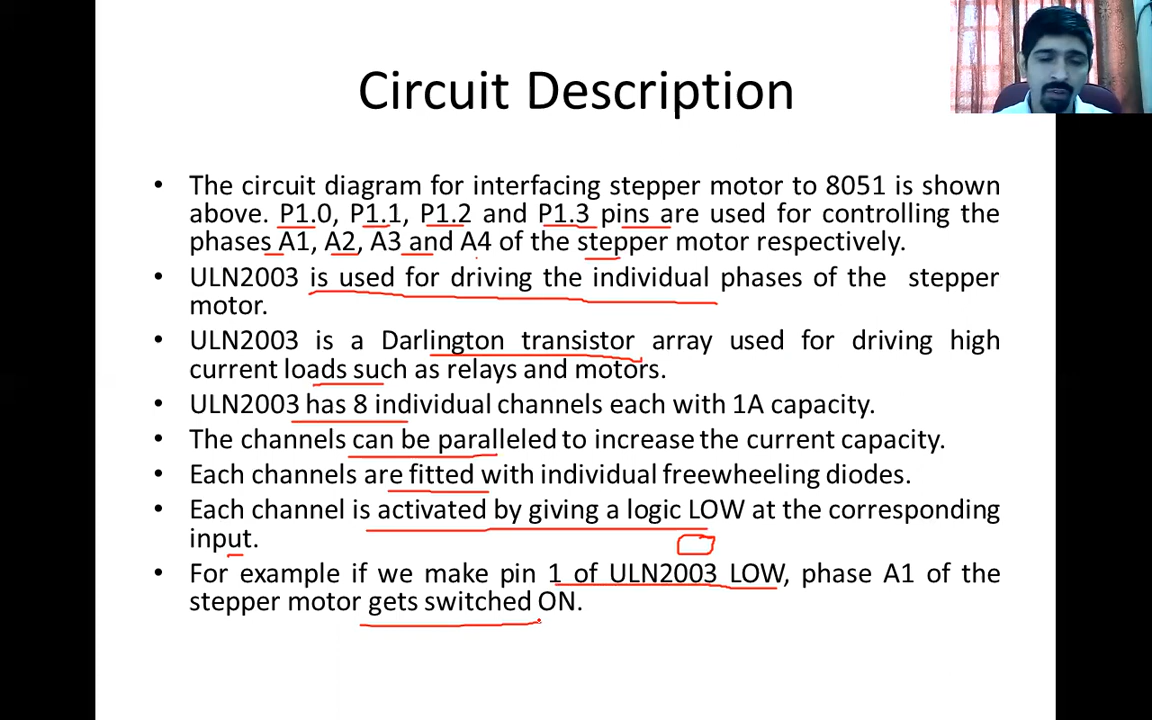 Circuit Description
• The circuit diagram for interfacing stepper motor to 8051 is shown
above. P1.0, P1.1, P1.2 and P1.3 pins are used for controlling the
phases A1, A2, A3 and A4 of the stepper motor respectively.
• ULN2003 is used for driving the individual phases of the stepper
motor.
• ULN2003 is a Darlington transistor array used for driving high
current loads such as relays and motors.
• ULN2003 has 8 individual channels each with 1A capacity.
• The channels can be paralleled to increase the current capacity.
• Each channels are fitted with individual freewheeling diodes.
• Each channel is activated by giving a logic LOW at the corresponding
input.
• For example if we make pin 1 of ULN2003 LOW, phase A1 of the
stepper motor gets switched ON.